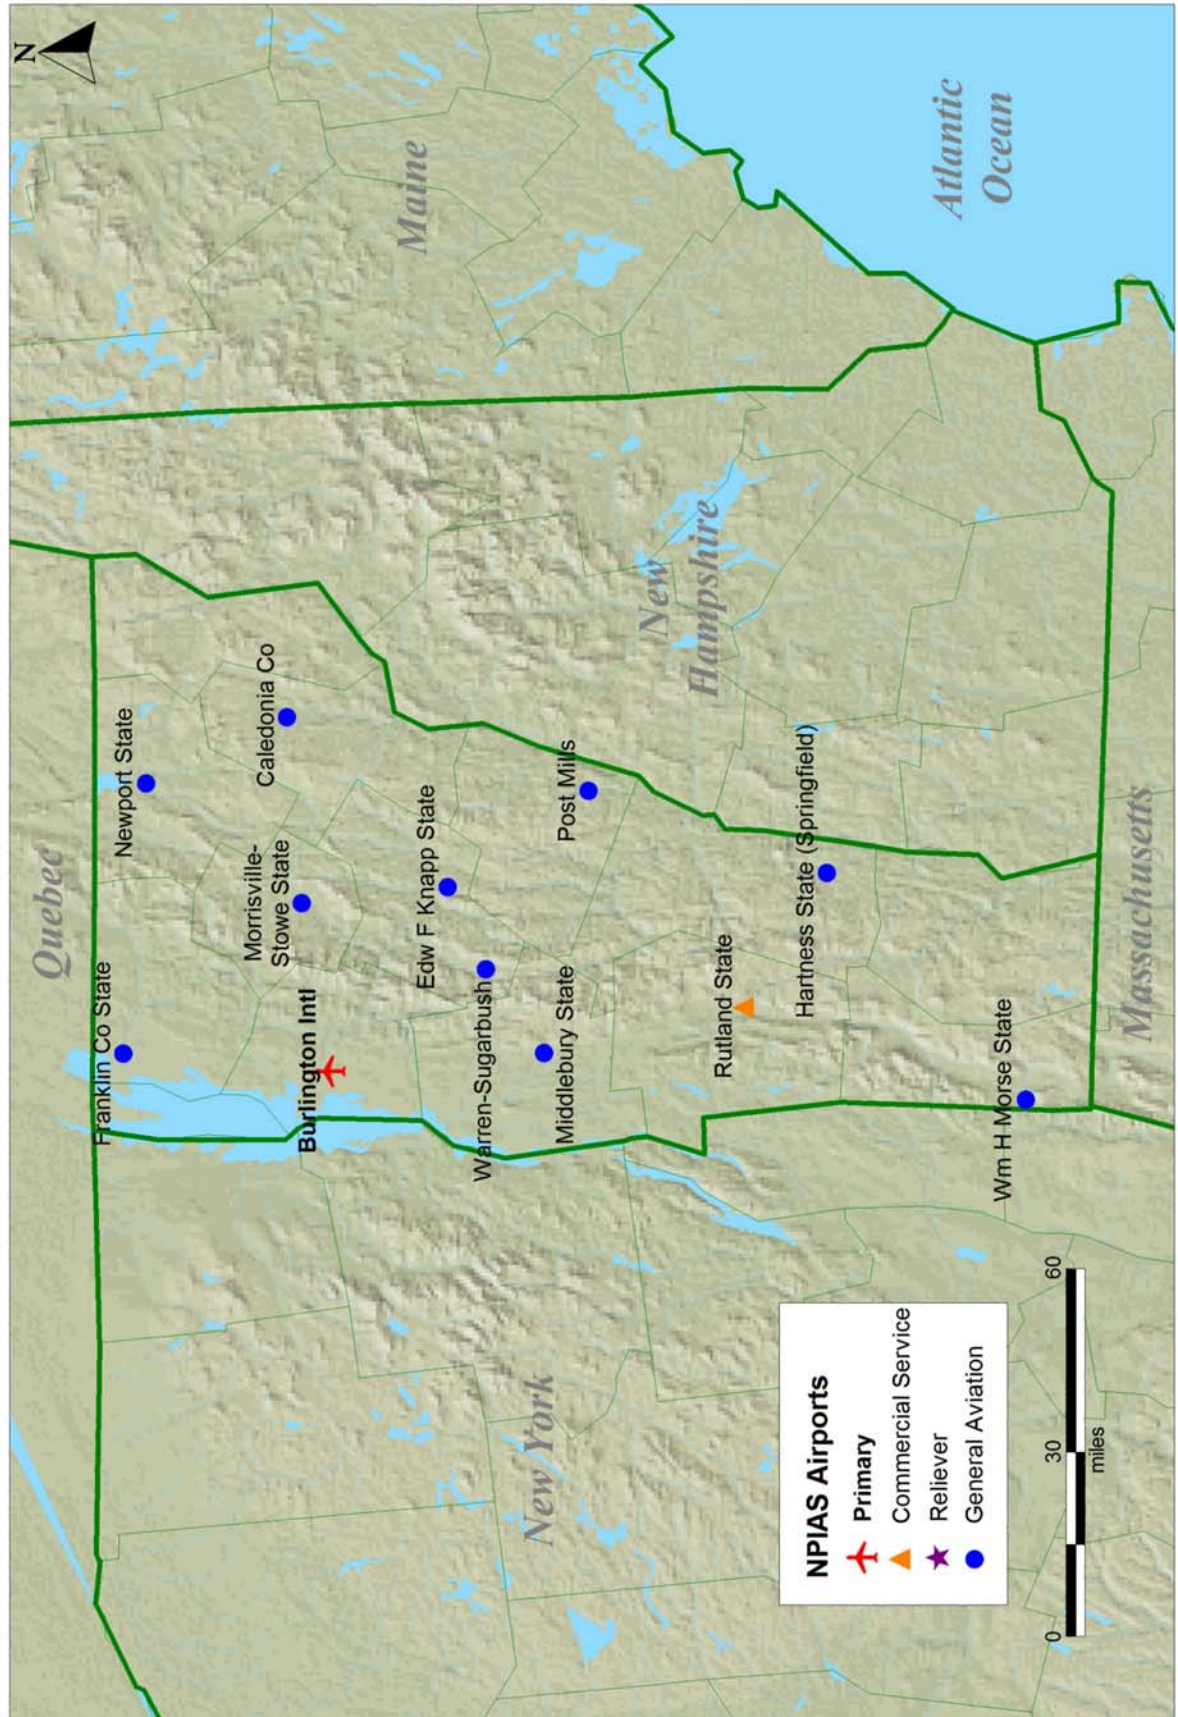 N
Quebec
Maine
Franklin Co State
Newport State
Morrisville-
Stowe State
Caledonia Co
Burlington Intl
Edw F Knapp State
Warren-Sugarbush
Middlebury State
Post Mills
New
Hampshire
New York
Rutland State
Hartness State (Springfield)
Atlantic
Ocean
Wm H Morse State
Massachusetts
NPIAS Airports
Primary
Commercial Service
Reliever
General Aviation
0
30
60
miles